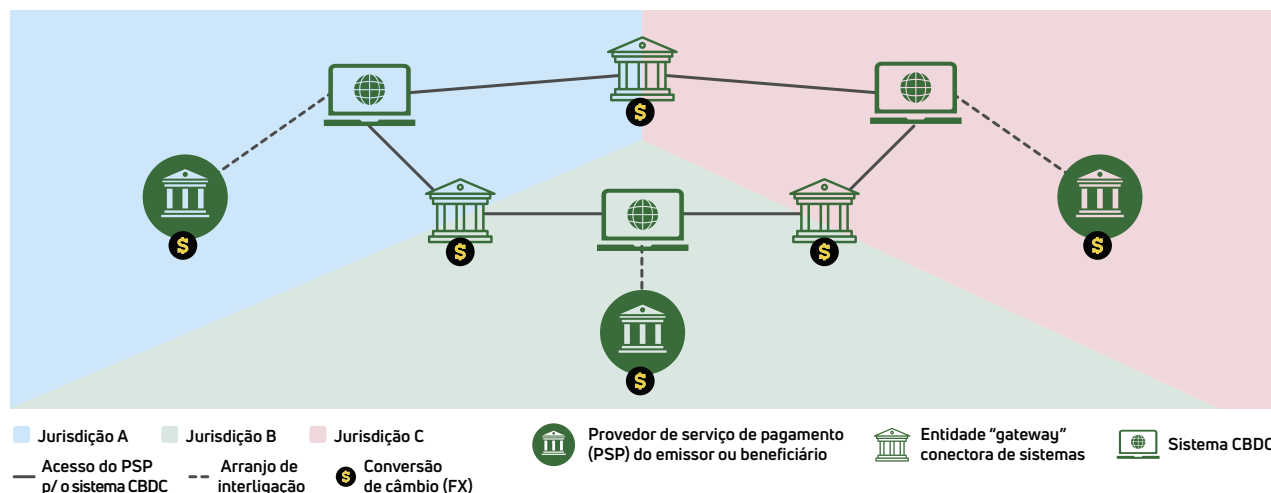 Jurisdição A
Jurisdição B
Jurisdição C
Acesso do PSP
p/ o sistema CBDC
Arranjo de
interligação
$ Conversão
de câmbio (FX)
Provedor de serviço de pagamento
(PSP) do emissor ou beneficiário
Entidade “gateway”
conectora de sistemas
Sistema CBDC